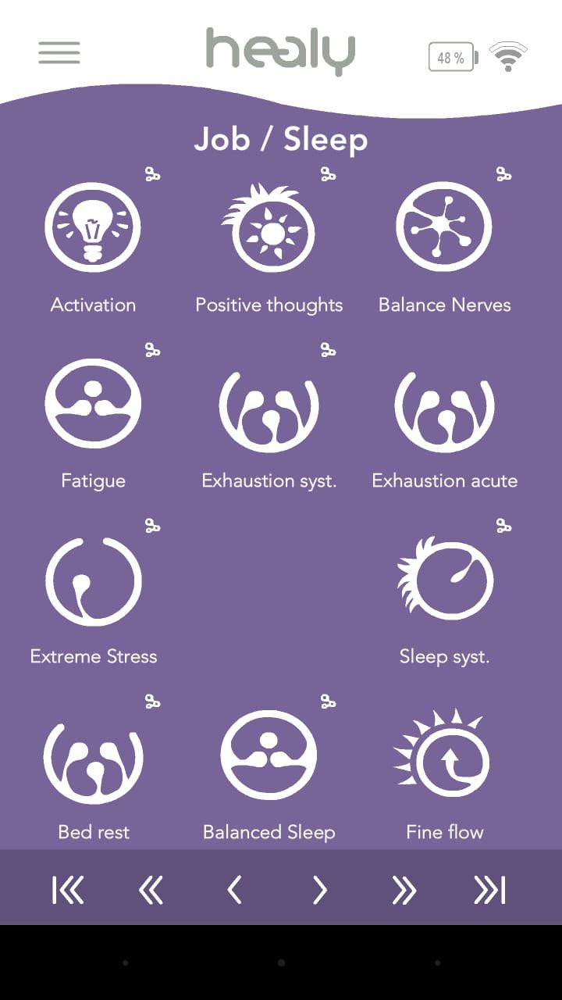 healy
48 %
Job / Sleep
Activation
Positive thoughts
Balance Nerves
Fatigue
Exhaustion syst.
Exhaustion acute
Extreme Stress
Sleep syst.
Bed rest
Balanced Sleep
Fine flow